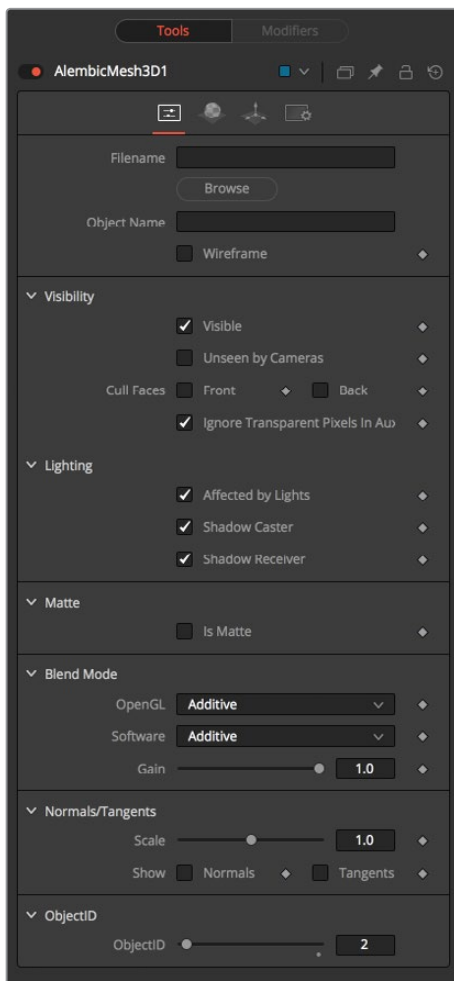 Tools Modifiers
AlembicMesh3D1
Filename
Browse
Object Name
Wireframe
Visibility
Visible
Unseen by Cameras
Cull Faces Front Back
Ignore Transparent Pixels In Aux
Lighting
Affected by Lights
Shadow Caster
Shadow Receiver
Matte
Is Matte
Blend Mode
OpenGL Additive
Software Additive
Gain 1.0
Normals/Tangents
Scale 1.0
Show Normals Tangents
ObjectID
ObjectID 2